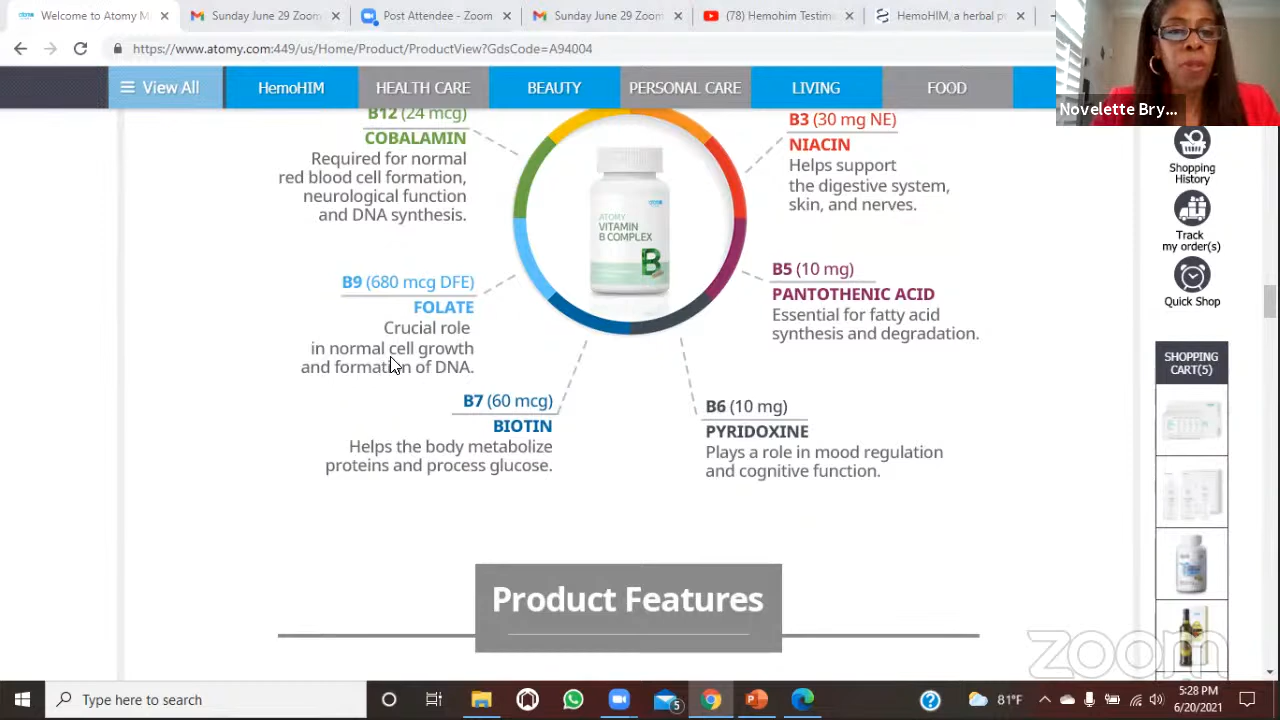 Welcome to Atomy M
Sunday June 29 Zoom
Post Attendee - Zoom
Sunday June 29 Zoom
(78) Hemohim Testim
HemoHIM, a herbal p
https://www.atomy.com:449/us/Home/Product/ProductView?GdsCode=A94004
View All
HemoHIM
HEALTH CARE
BEAUTY
PERSONAL CARE
LIVING
FOOD
Novelette Bry...
B12 (24 mcg)
COBALAMIN
Required for normal
red blood cell formation,
neurological function
and DNA synthesis.
B3 (30 mg NE)
NIACIN
Helps support
the digestive system,
skin, and nerves.
ATOMY
VITAMIN
B COMPLEX
B
B9 (680 mcg DFE)
FOLATE
Crucial role
in normal cell growth
and formation of DNA.
B5 (10 mg)
PANTOTHENIC ACID
Essential for fatty acid
synthesis and degradation.
B7 (60 mcg)
BIOTIN
Helps the body metabolize
proteins and process glucose.
B6 (10 mg)
PYRIDOXINE
Plays a role in mood regulation
and cognitive function.
Product Features
Shopping
History
Track
my order(s)
Quick Shop
SHOPPING
CART(5)
zoom
Type here to search
5
81°F
5:28 PM
6/20/2021